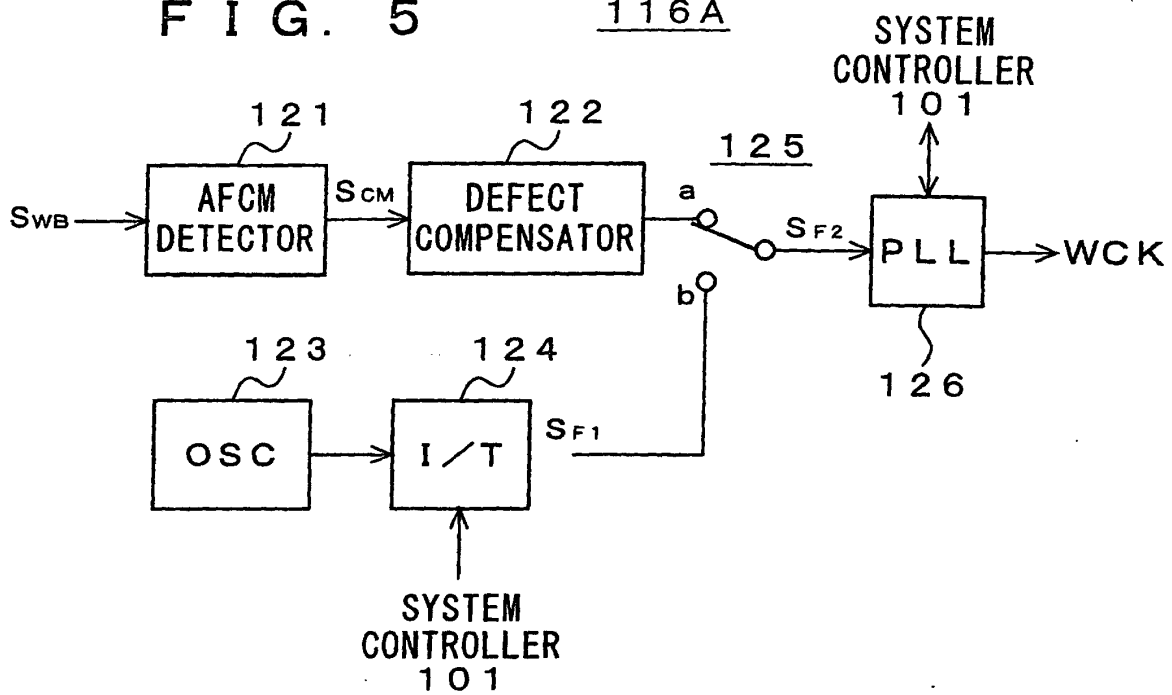 FIG. 5
116A
SYSTEM
CONTROLLER
101
121
122
125
SWB
AFCM
DETECTOR
SCM
DEFECT
COMPENSATOR
a
b
SF2
PLL
WCK
126
123
124
OSC
I/T
SF1
SYSTEM
CONTROLLER
101